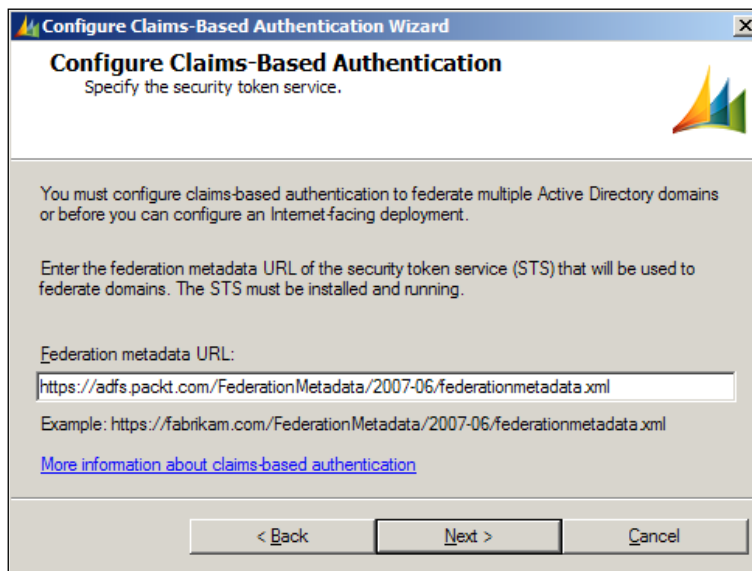 Configure Claims-Based Authentication Wizard
Configure Claims-Based Authentication
Specify the security token service.
You must configure claims-based authentication to federate multiple Active Directory domains
or before you can configure an Internet-facing deployment.
Enter the federation metadata URL of the security token service (STS) that will be used to
federate domains. The STS must be installed and running.
Federation metadata URL:
https://adfs.packt.com/FederationMetadata/2007-06/federationmetadata.xml
Example: https://fabrikam.com/FederationMetadata/2007-06/federationmetadata.xml
More information about claims-based authentication
< Back Next > Cancel